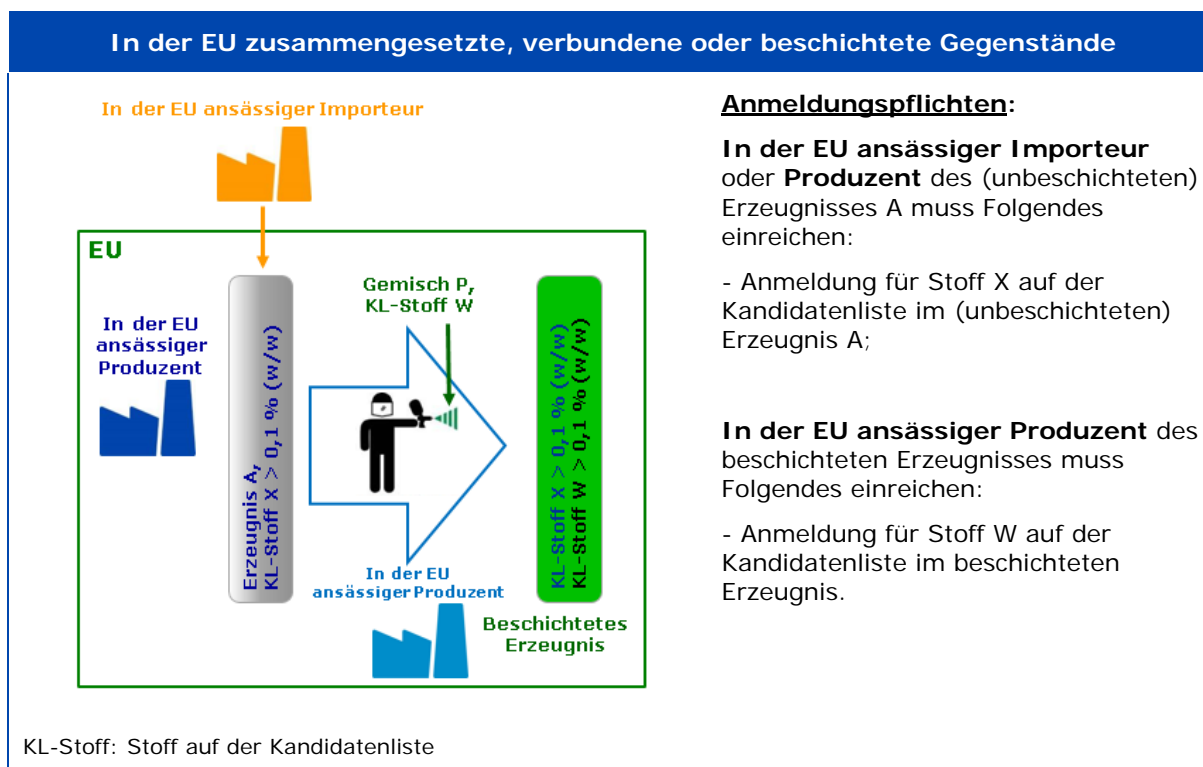 In der EU zusammengesetzte, verbundene oder beschichtete Gegenstände
In der EU ansässiger Importeur
EU
In der EU
ansässiger
Produzent
Erzeugnis A,
KL-Stoff X > 0,1 % (w/w)
Gemisch P,
KL-Stoff W
In der EU
ansässiger Produzent
KL-Stoff X > 0,1 % (w/w)
KL-Stoff W > 0,1 % (w/w)
Beschichtetes
Erzeugnis
Anmeldungspflichten:
In der EU ansässiger Importeur
oder Produzent des (unbeschichteten)
Erzeugnisses A muss Folgendes
einreichen:
- Anmeldung für Stoff X auf der
Kandidatenliste im (unbeschichteten)
Erzeugnis A;
In der EU ansässiger Produzent des
beschichteten Erzeugnisses muss
Folgendes einreichen:
- Anmeldung für Stoff W auf der
Kandidatenliste im beschichteten
Erzeugnis.
KL-Stoff: Stoff auf der Kandidatenliste